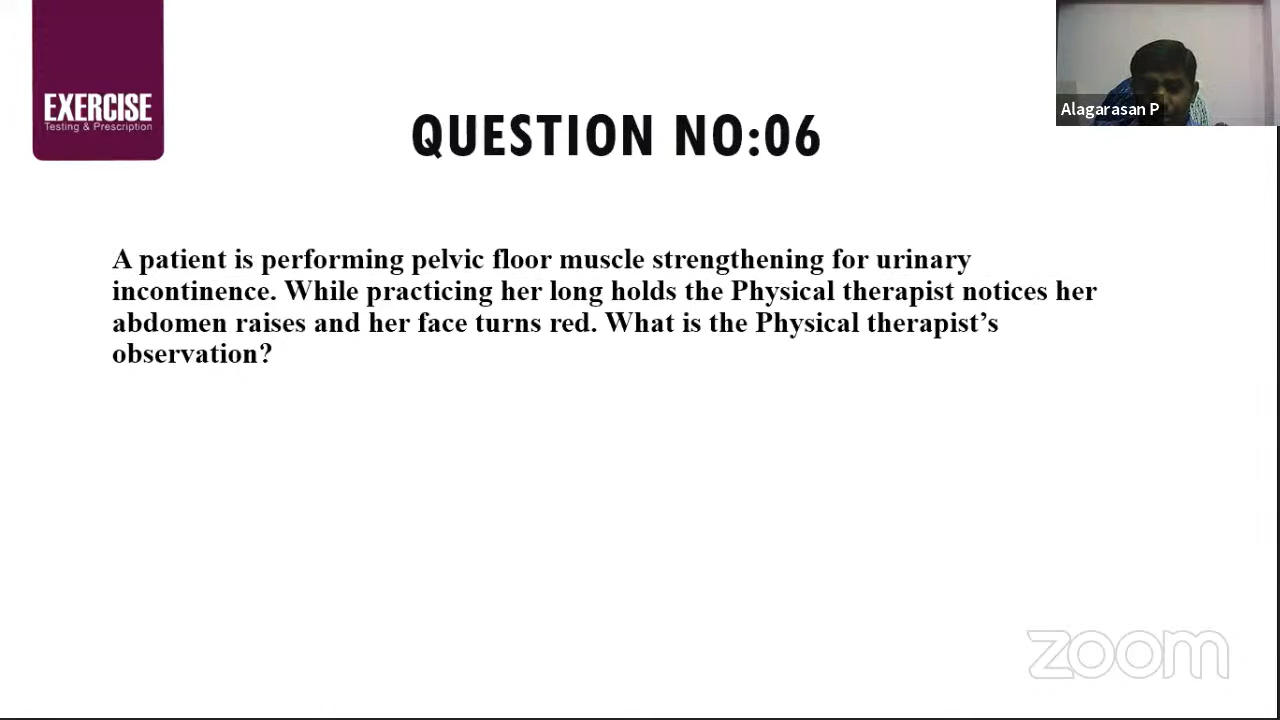 EXERCISE
Testing & Prescription
Alagarasan P
QUESTION NO:06
A patient is performing pelvic floor muscle strengthening for urinary
incontinence. While practicing her long holds the Physical therapist notices her
abdomen raises and her face turns red. What is the Physical therapist’s
observation?
zoom